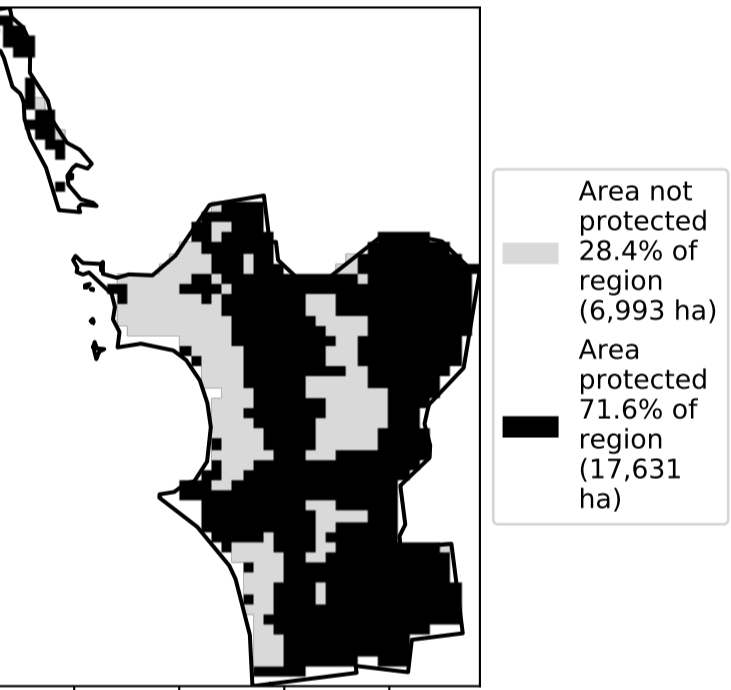 Area not
protected
28.4% of
region
(6,993 ha)
Area
protected
71.6% of
region
(17,631
ha)